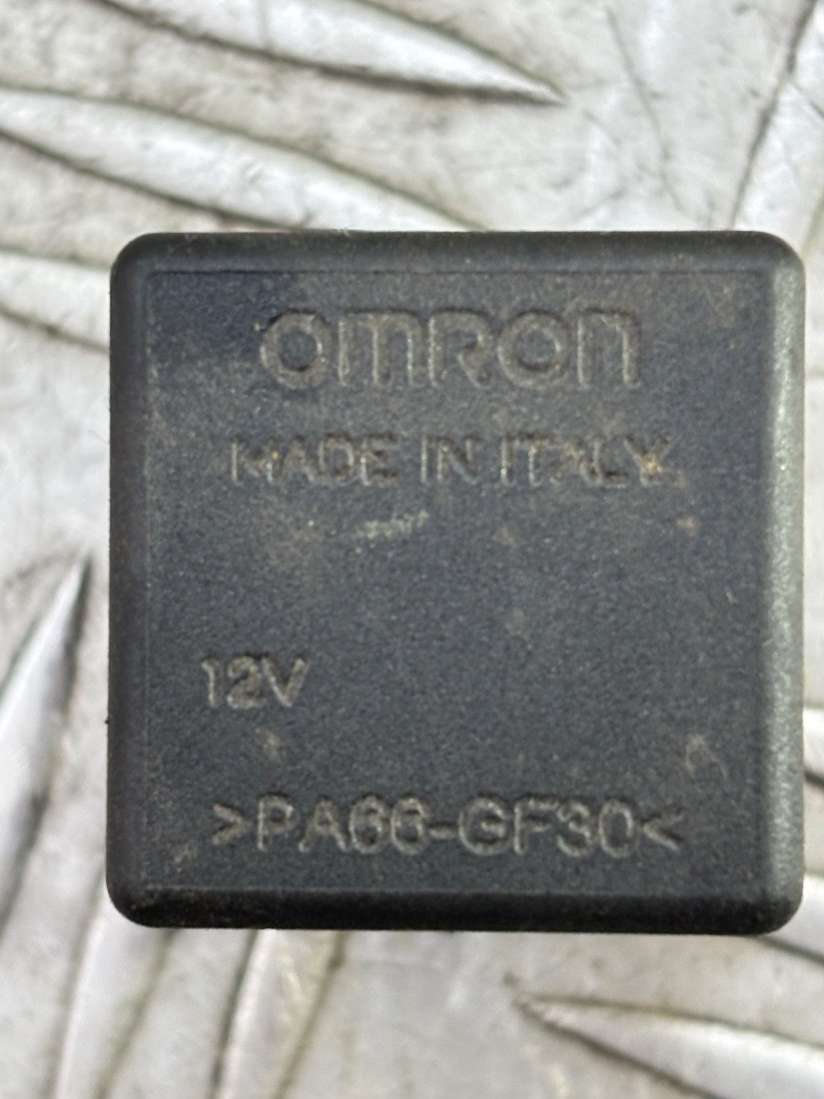 OMRON
MADE IN ITALY
12V
>PA66-GF30<